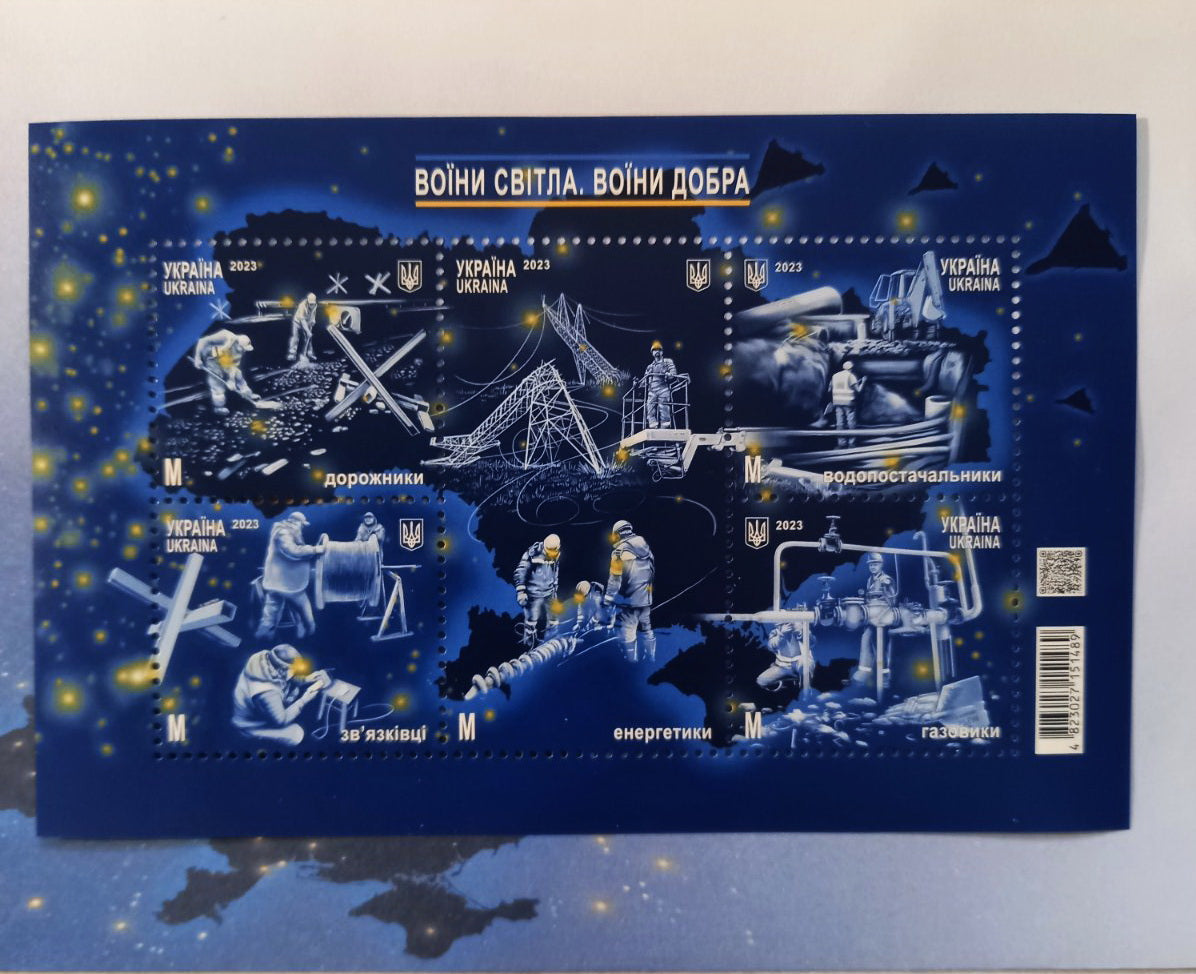 ВОЇНИ СВІТЛА. ВОЇНИ ДОБРА
УКРАЇНА 2023
UKRAINA
М
дорожники
УКРАЇНА 2023
UKRAINA
М
енергетики
2023 УКРАЇНА
UKRAINA
М
водопостачальники
УКРАЇНА 2023
UKRAINA
М
зв'язківці
2023 УКРАЇНА
UKRAINA
М
газовики
4 823027 151489